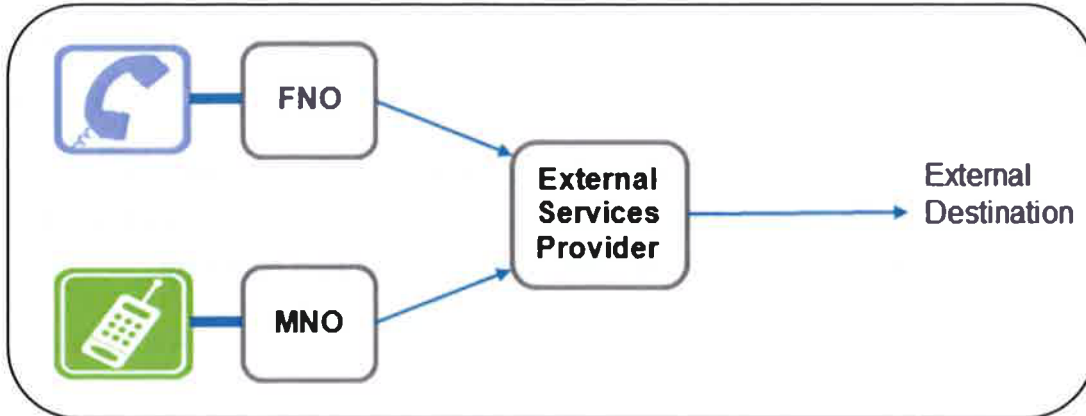 FNO
External
Services
Provider
External
Destination
MNO